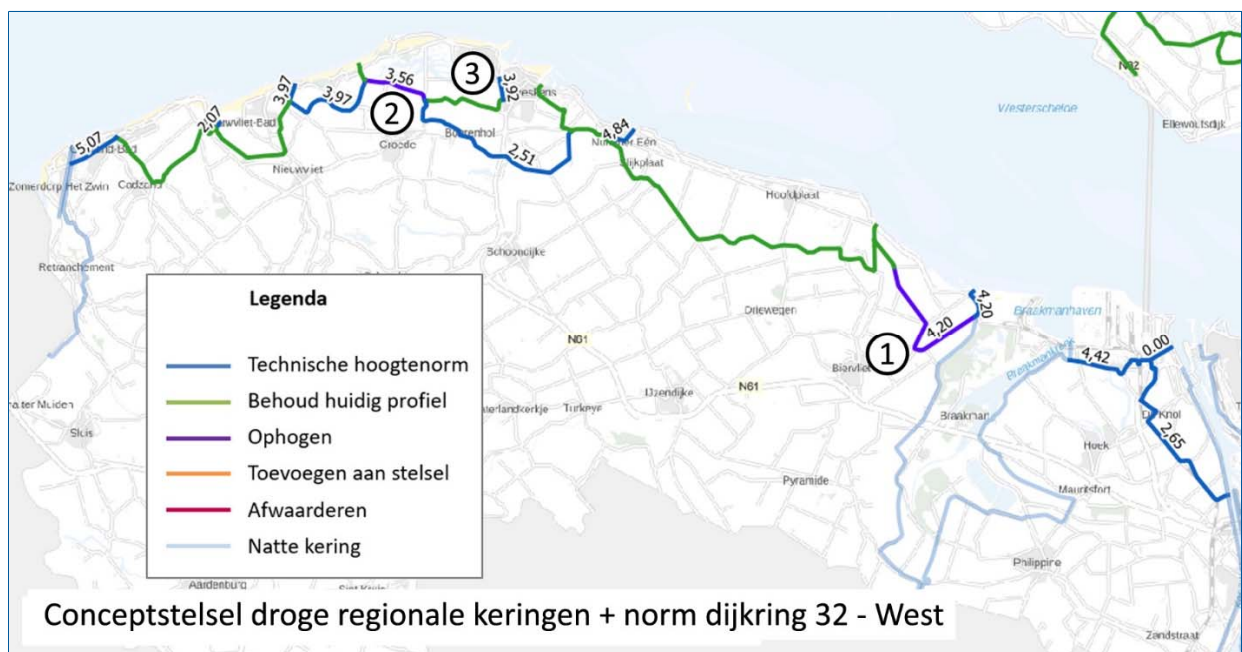 N62
Westerschelde
Ellewoutsdijk
3,56
3
3,92
3,97
3,97
2
4,84
2,07
5,07
Groede
2,51
Nummer Eén
Slijkplaat
Nieuwvliet
Cadzand
Zomerdorp Het Zwin
Hoofdplaat
Schoondijke
Retranchement
4,20
4,20
Braakmanhaven
Driewegen
N61
1
Biervliet
4,42
0.00
2,65
IJzendijke
N61
Turkeye
Braakman
Hoek
Sluis
Pyramide
Mauritsfort
Philippine
Aardenburg
Zandstraat
Legenda
Technische hoogtenorm
Behoud huidig profiel
Ophogen
Toevoegen aan stelsel
Afwaarderen
Natte kering
Conceptstelsel droge regionale keringen + norm dijkring 32 - West